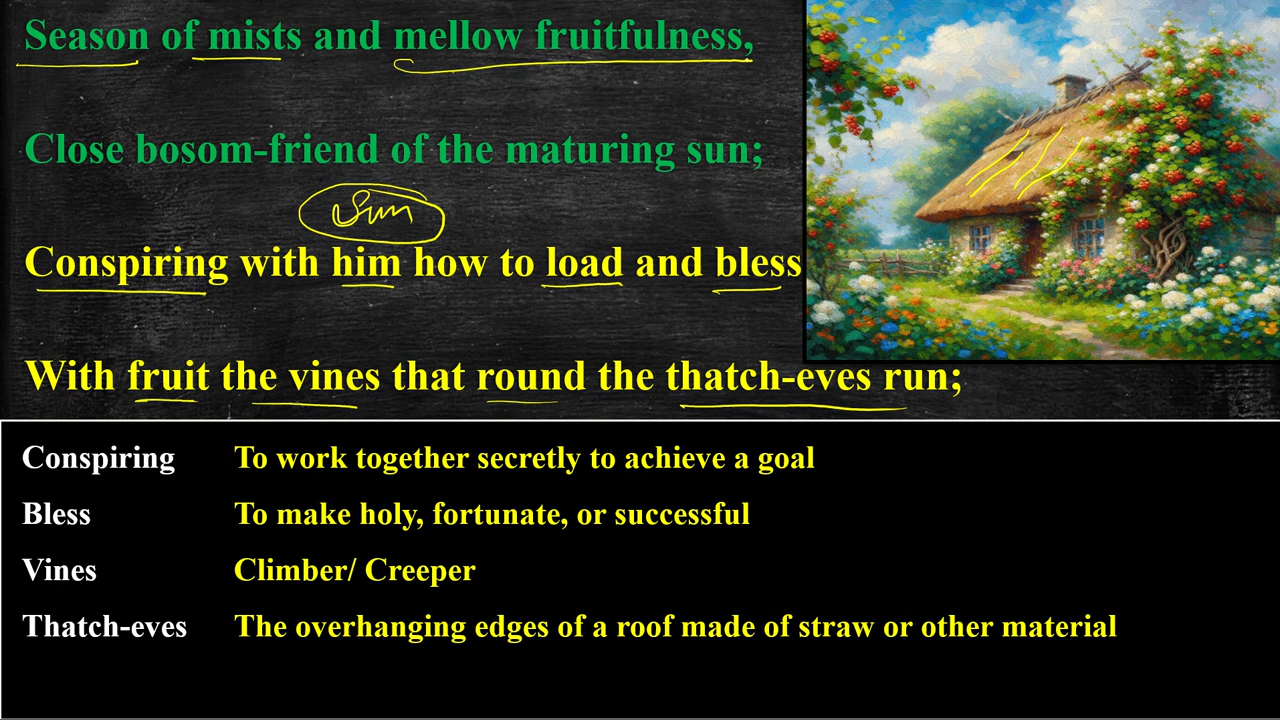 Season of mists and mellow fruitfulness,
Close bosom-friend of the maturing sun;
Sun
Conspiring with him how to load and bless
With fruit the vines that round the thatch-eves run;
Conspiring To work together secretly to achieve a goal
Bless To make holy, fortunate, or successful
Vines Climber/ Creeper
Thatch-eves The overhanging edges of a roof made of straw or other material